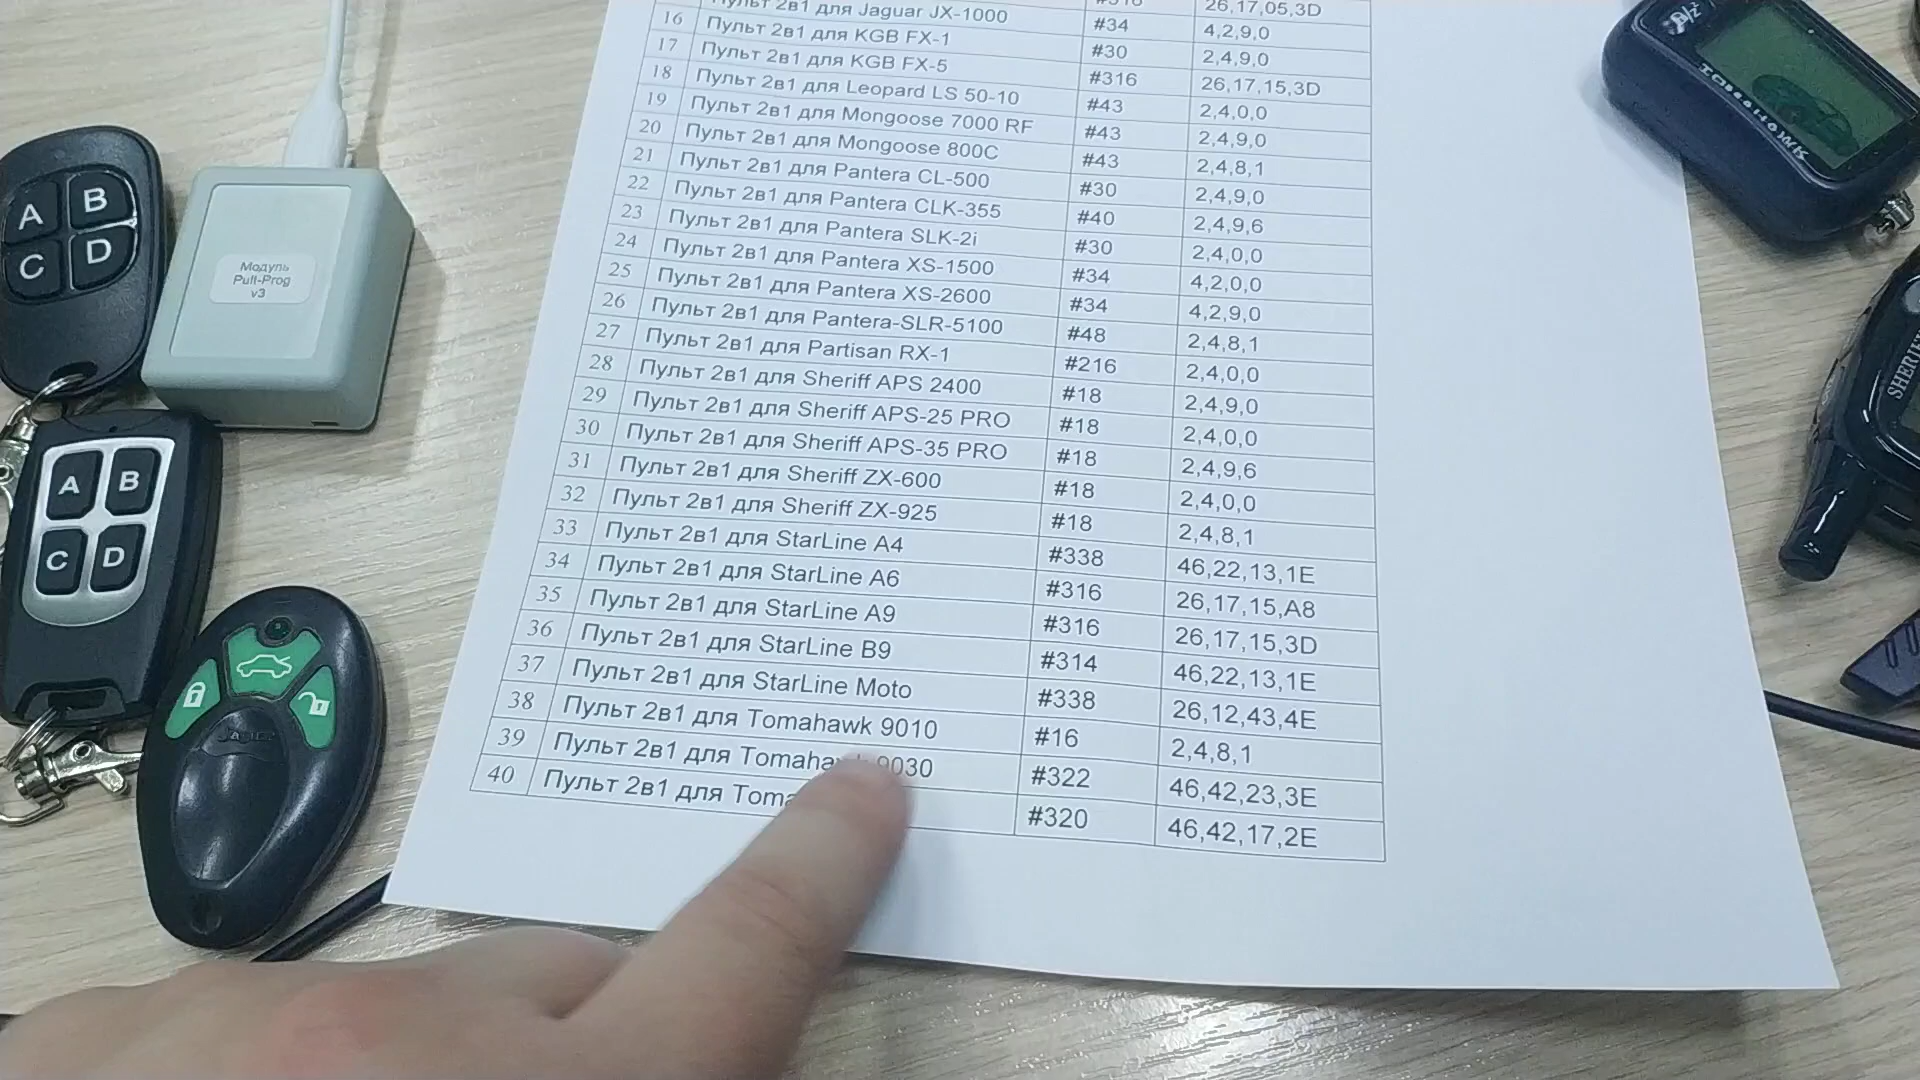 #316 26,17,05,3D
Пульт 2в1 для Jaguar JX-1000 #34 4,2,9,0
16 Пульт 2в1 для KGB FX-1 #30 2,4,9,0
17 Пульт 2в1 для KGB FX-5 #316 26,17,15,3D
18 Пульт 2в1 для Leopard LS 50-10 #43 2,4,0,0
19 Пульт 2в1 для Mongoose 7000 RF #43 2,4,9,0
20 Пульт 2в1 для Mongoose 800C #43 2,4,8,1
21 Пульт 2в1 для Pantera CL-500 #30 2,4,9,0
22 Пульт 2в1 для Pantera CLK-355 #40 2,4,9,6
23 Пульт 2в1 для Pantera SLK-2i #30 2,4,0,0
24 Пульт 2в1 для Pantera XS-1500 #34 4,2,0,0
25 Пульт 2в1 для Pantera XS-2600 #34 4,2,9,0
26 Пульт 2в1 для Pantera-SLR-5100 #48 2,4,8,1
27 Пульт 2в1 для Partisan RX-1 #216 2,4,0,0
28 Пульт 2в1 для Sheriff APS 2400 #18 2,4,9,0
29 Пульт 2в1 для Sheriff APS-25 PRO #18 2,4,0,0
30 Пульт 2в1 для Sheriff APS-35 PRO #18 2,4,9,6
31 Пульт 2в1 для Sheriff ZX-600 #18 2,4,0,0
32 Пульт 2в1 для Sheriff ZX-925 #18 2,4,8,1
33 Пульт 2в1 для StarLine A4 #338 46,22,13,1E
34 Пульт 2в1 для StarLine A6 #316 26,17,15,A8
35 Пульт 2в1 для StarLine A9 #316 26,17,15,3D
36 Пульт 2в1 для StarLine B9 #314 46,22,13,1E
37 Пульт 2в1 для StarLine Moto #338 26,12,43,4E
38 Пульт 2в1 для Tomahawk 9010 #16 2,4,8,1
39 Пульт 2в1 для Tomahawk 9030 #322 46,42,23,3E
40 Пульт 2в1 для #320 46,42,17,2E
A B
C D
Модуль
Pult-Prog
v3
A B
C D
TOMAHAWK